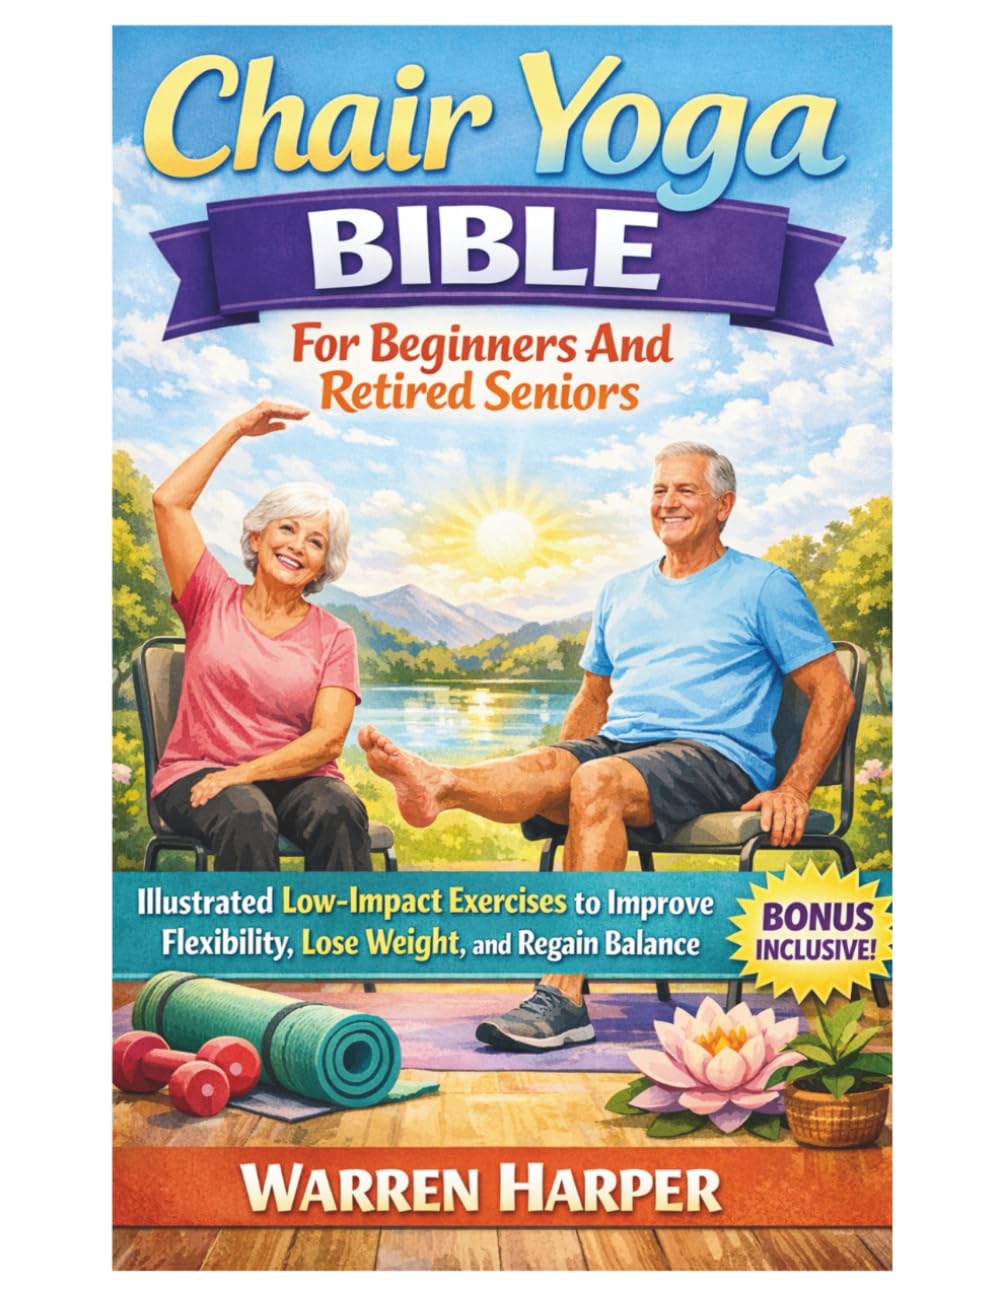 Chair Yoga
BIBLE
For Beginners And
Retired Seniors
Illustrated Low-Impact Exercises to Improve
Flexibility, Lose Weight, and Regain Balance
BONUS
INCLUSIVE!
WARREN HARPER